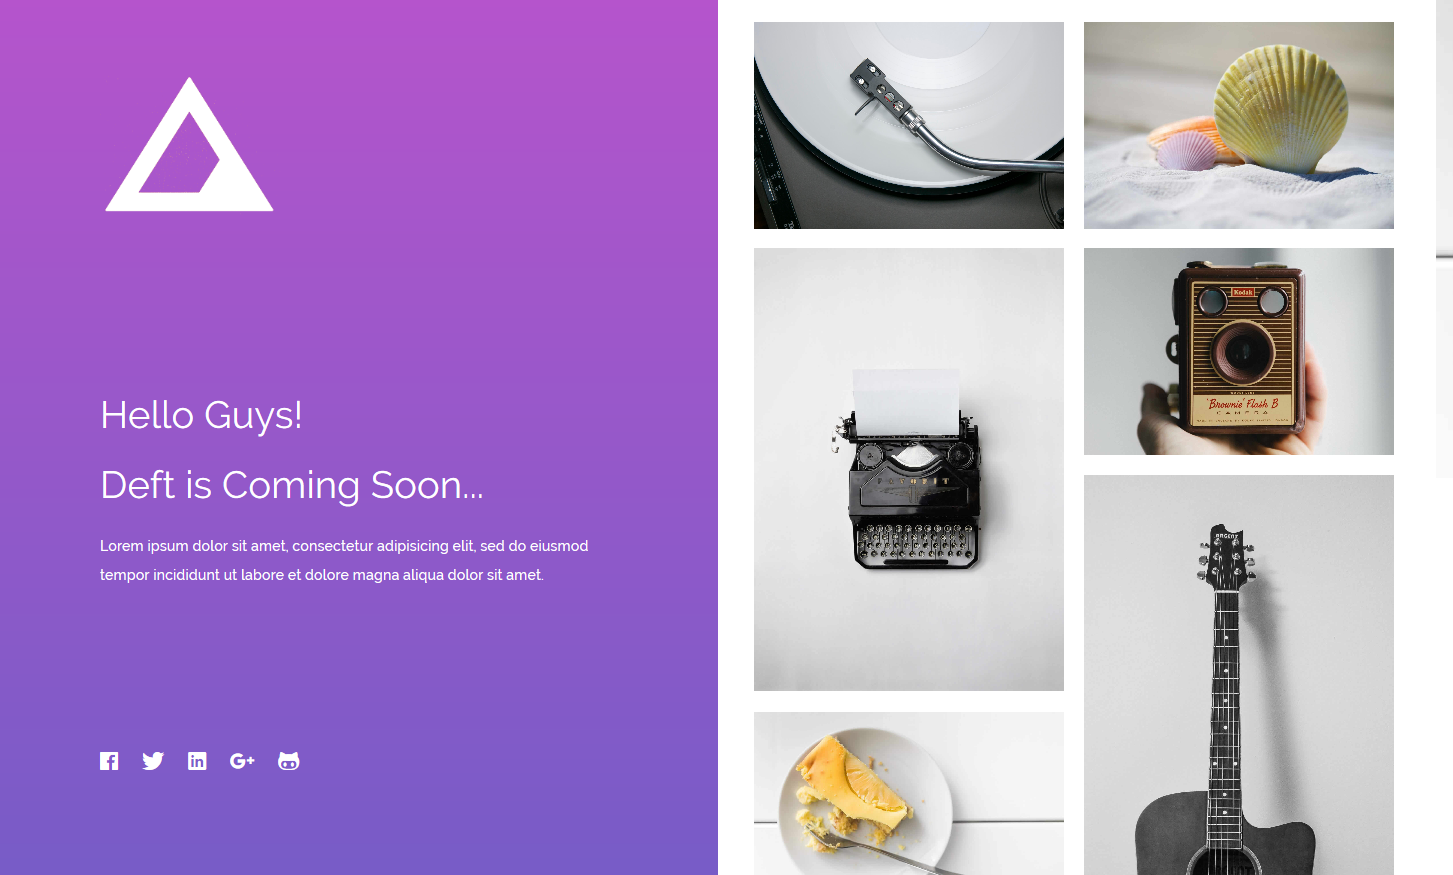 Hello Guys!
Deft is Coming Soon...
Lorem ipsum dolor sit amet, consectetur adipisicing elit, sed do eiusmod
tempor incididunt ut labore et dolore magna aliqua dolor sit amet.
Kodak
'Brownie' Flash B
CAMERA